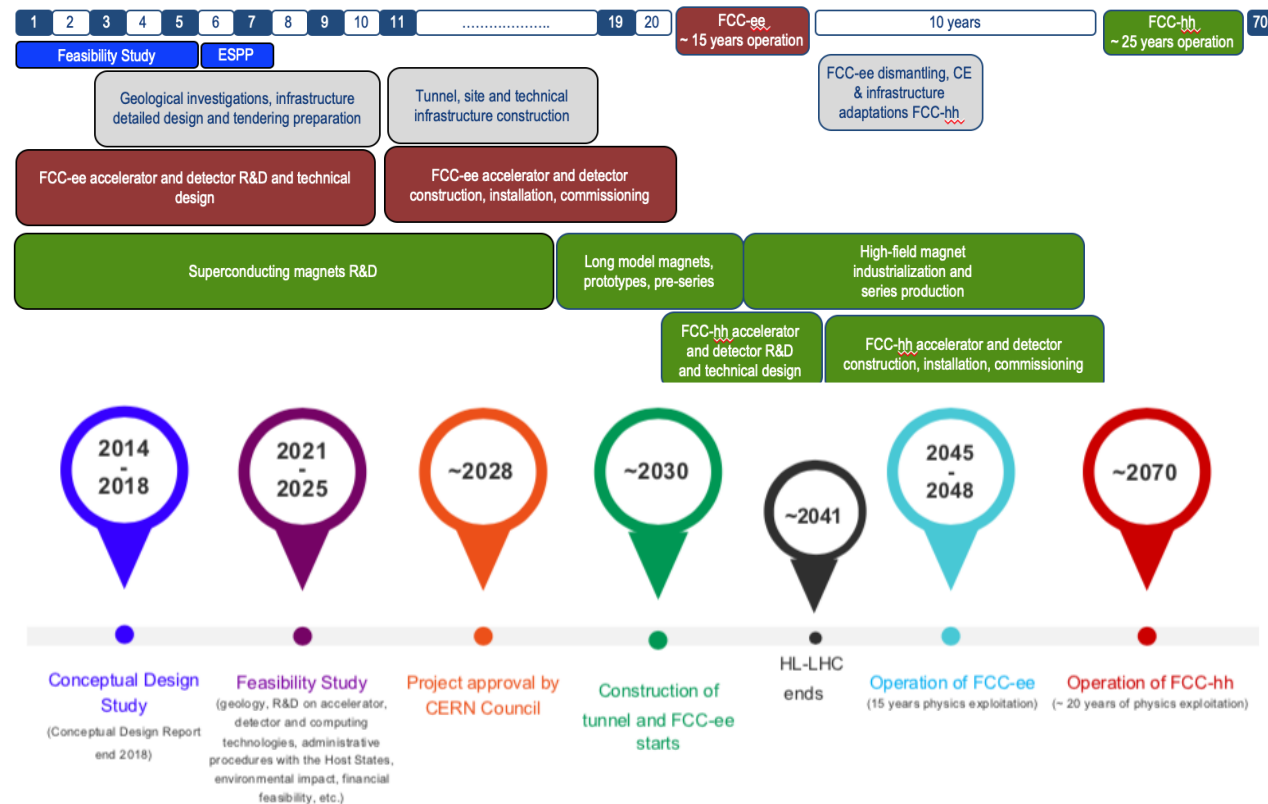 1 2 3 4 5 6 7 8 9 10 11 ..................... 19 20
FCC-ee
~ 15 years operation
10 years
FCC-hh
~ 25 years operation
70
Feasibility Study
ESPP
Geological investigations, infrastructure
detailed design and tendering preparation
Tunnel, site and technical
infrastructure construction
FCC-ee dismantling, CE
& infrastructure
adaptations FCC-hh
FCC-ee accelerator and detector R&D and technical
design
FCC-ee accelerator and detector
construction, installation, commissioning
Superconducting magnets R&D
Long model magnets,
prototypes, pre-series
High-field magnet
industrialization and
series production
FCC-hh accelerator
and detector R&D
and technical design
FCC-hh accelerator and detector
construction, installation, commissioning
2014
-
2018
2021
-
2025
~2028
~2030
~2041
2045
-
2048
~2070
Conceptual Design
Study
(Conceptual Design Report
end 2018)
Feasibility Study
(geology, R&D on accelerator,
detector and computing
technologies, administrative
procedures with the Host States,
environmental impact, financial
feasibility, etc.)
Project approval by
CERN Council
Construction of
tunnel and FCC-ee
starts
HL-LHC
ends
Operation of FCC-ee
(15 years physics exploitation)
Operation of FCC-hh
(~ 20 years of physics exploitation)